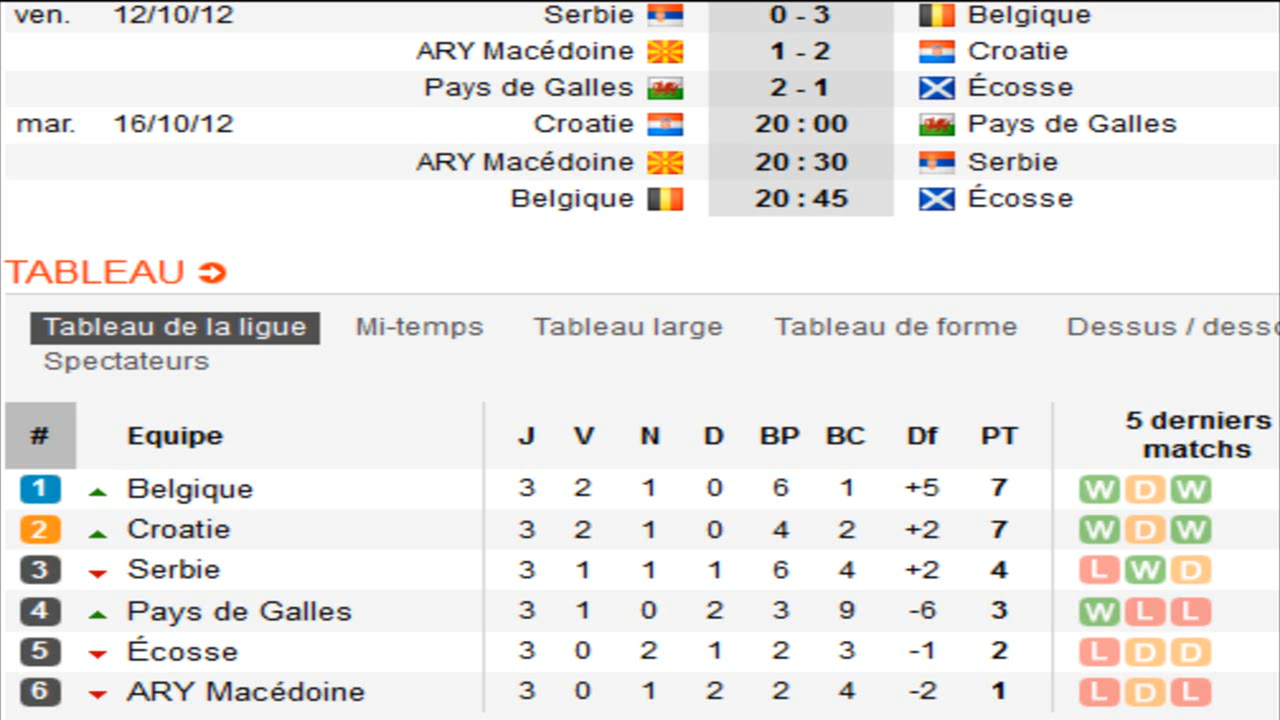 ven. 12/10/12 Serbie 0 - 3 Belgique
ARY Macédoine 1 - 2 Croatie
Pays de Galles 2 - 1 Écosse
mar. 16/10/12 Croatie 20 : 00 Pays de Galles
ARY Macédoine 20 : 30 Serbie
Belgique 20 : 45 Écosse
TABLEAU
Tableau de la ligue Mi-temps Tableau large Tableau de forme Dessus / desso
Spectateurs
# Equipe J V N D BP BC Df PT 5 derniers
matchs
1 Belgique 3 2 1 0 6 1 +5 7 W D W
2 Croatie 3 2 1 0 4 2 +2 7 W D W
3 Serbie 3 1 1 1 6 4 +2 4 L W D
4 Pays de Galles 3 1 0 2 3 9 -6 3 W L L
5 Écosse 3 0 2 1 2 3 -1 2 L D D
6 ARY Macédoine 3 0 1 2 2 4 -2 1 L D L